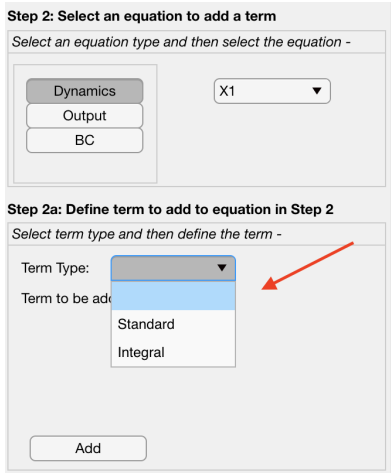 Step 2: Select an equation to add a term
Select an equation type and then select the equation -
Dynamics
X1
Output
BC
Step 2a: Define term to add to equation in Step 2
Select term type and then define the term -
Term Type:
Term to be
Standard
Integral
Add